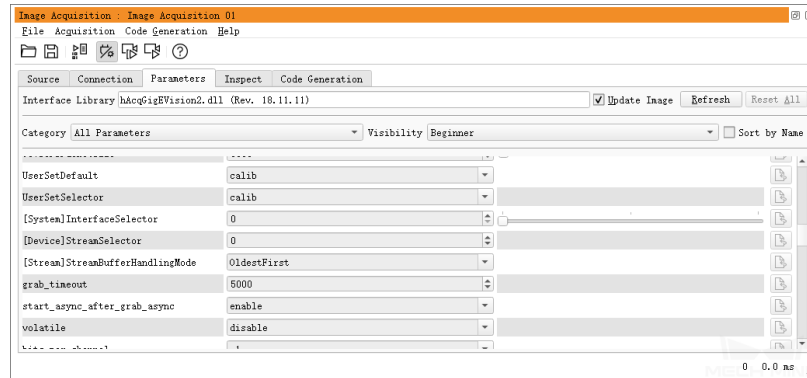 Image Acquisition : Image Acquisition 01
File Acquisition Code Generation Help
Source Connection Parameters Inspect Code Generation
Interface Library hAcqGigEVision2.dll (Rev. 18.11.11) Update Image Refresh Reset All
Category All Parameters Visibility Beginner Sort by Name
UserSetDefault calib
UserSetSelector calib
[System]InterfaceSelector 0
[Device]StreamSelector 0
[Stream]StreamBufferHandlingMode OldestFirst
grab_timeout 5000
start_async_after_grab_async enable
volatile disable
0 0.0 ms